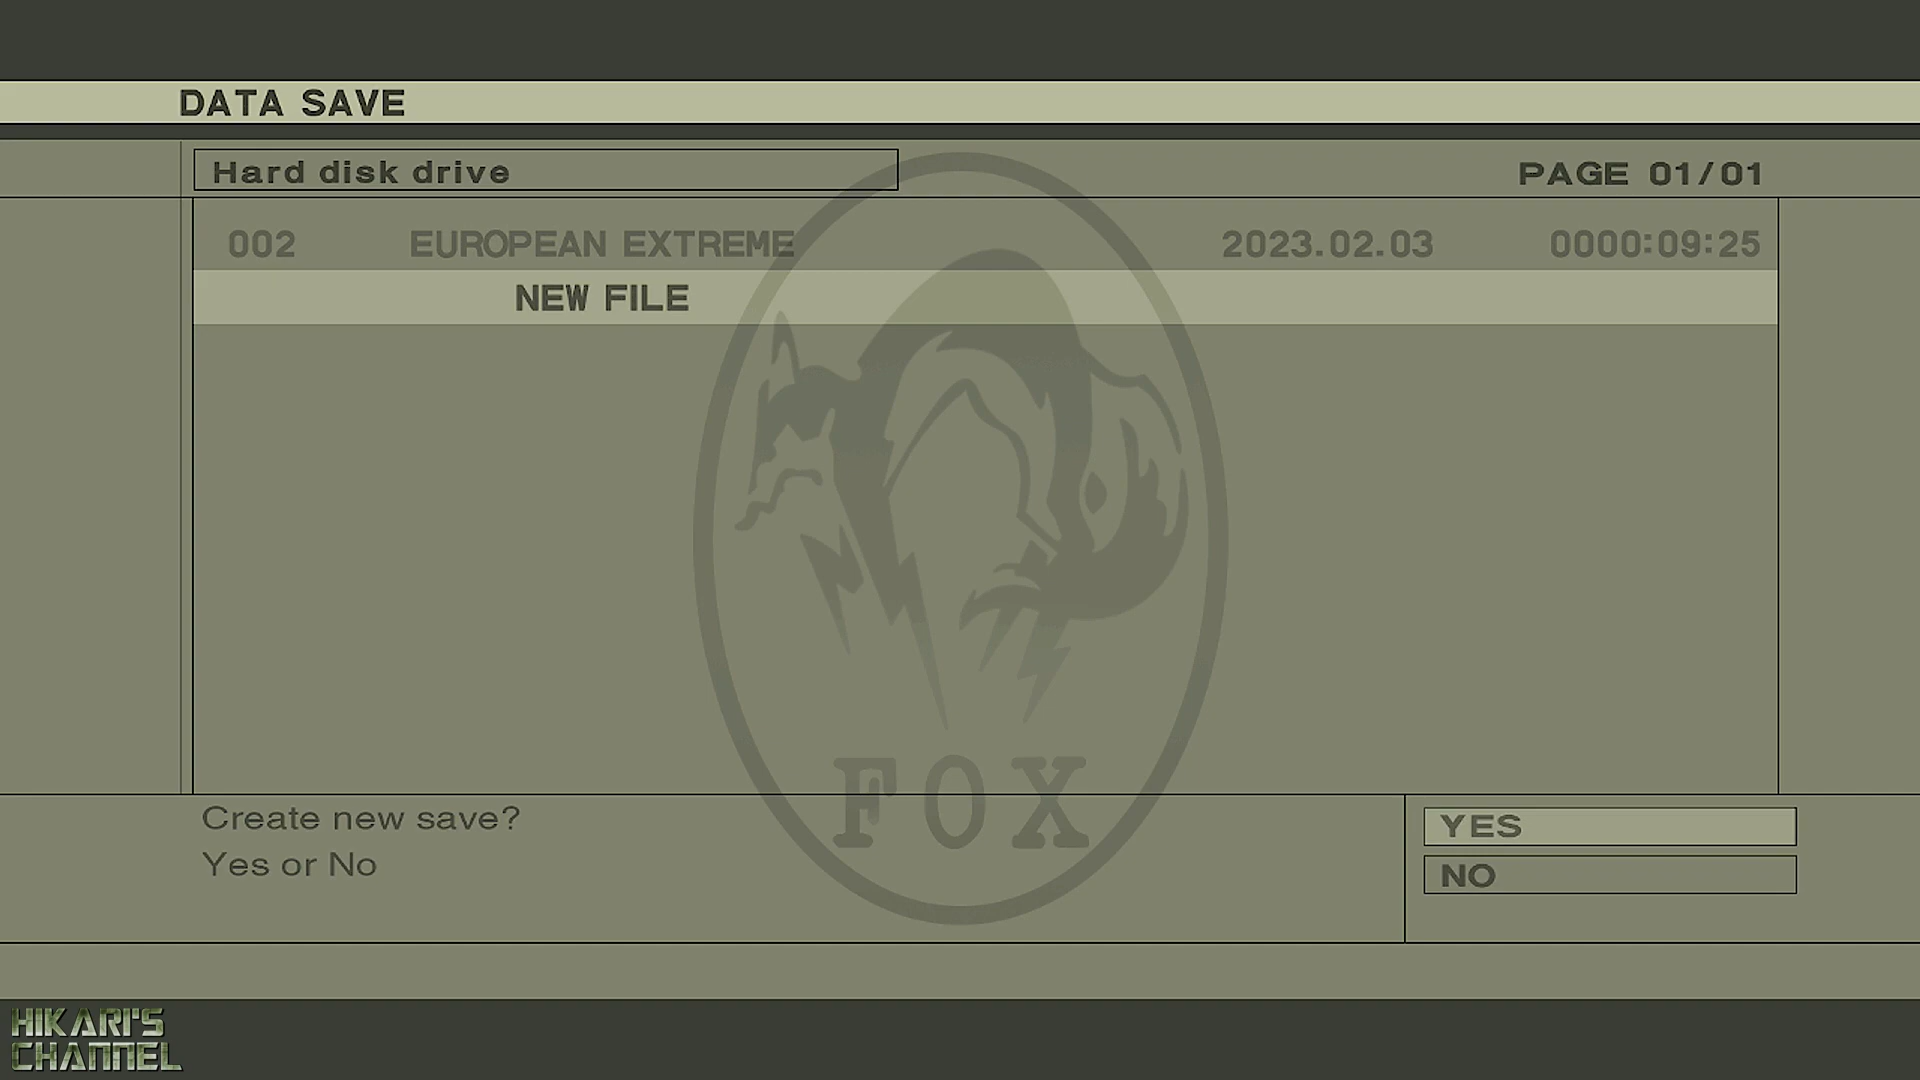 DATA SAVE
Hard disk drive
PAGE 01/01
002 EUROPEAN EXTREME 2023.02.03 0000:09:25
NEW FILE
FOX
Create new save?
Yes or No
YES
NO
HIKARI'S
CHANNEL